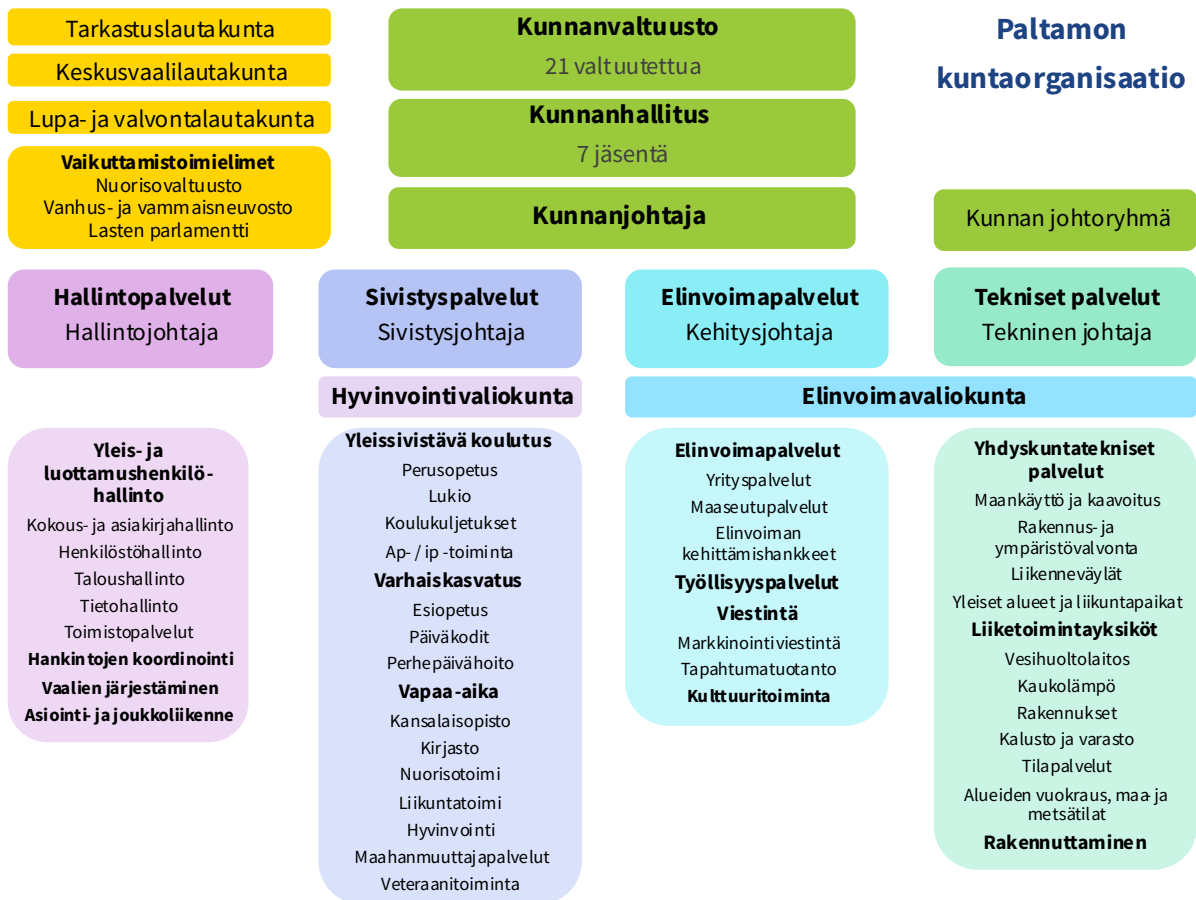 Tarkastuslautakunta
Keskusvaalilautakunta
Lupa- ja valvontalautakunta
Vaikuttamistoimielimet
Nuorisovaltuusto
Vanhus- ja vammaisneuvosto
Lasten parlamentti
Kunnanvaltuusto
21 valtuutettua
Kunnanhallitus
7 jäsentä
Kunnanjohtaja
Paltamon
kuntaorganisaatio
Kunnan johtoryhmä
Hallintopalvelut
Hallintojohtaja
Sivistyspalvelut
Sivistysjohtaja
Elinvoimapalvelut
Kehitysjohtaja
Tekniset palvelut
Tekninen johtaja
Hyvinvointivaliokunta
Elinvoimavaliokunta
Yleis- ja
luottamushenkilö-
hallinto
Kokous- ja asiakirjahallinto
Henkilöstöhallinto
Taloushallinto
Tietohallinto
Toimistopalvelut
Hankintojen koordinointi
Vaalien järjestäminen
Asiointi- ja joukkoliikenne
Yleissivistävä koulutus
Perusopetus
Lukio
Koulukuljetukset
Ap- / ip -toiminta
Varhaiskasvatus
Esiopetus
Päiväkodit
Perhepäivähoito
Vapaa-aika
Kansalaisopisto
Kirjasto
Nuorisotoimi
Liikuntatoimi
Hyvinvointi
Maahanmuuttajapalvelut
Veteraanitoiminta
Elinvoimapalvelut
Yrityspalvelut
Maaseutupalvelut
Elinvoiman
kehittämishankkeet
Työllisyyspalvelut
Viestintä
Markkinointiviestintä
Tapahtumatuotanto
Kulttuuritoiminta
Yhdyskuntatekniset
palvelut
Maankäyttö ja kaavoitus
Rakennus- ja
ympäristövalvonta
Liikenneväylät
Yleiset alueet ja liikuntapaikat
Liiketoimintayksiköt
Vesihuoltolaitos
Kaukolämpö
Rakennukset
Kalusto ja varasto
Tilapalvelut
Alueiden vuokraus, maa- ja
metsätilat
Rakennuttaminen